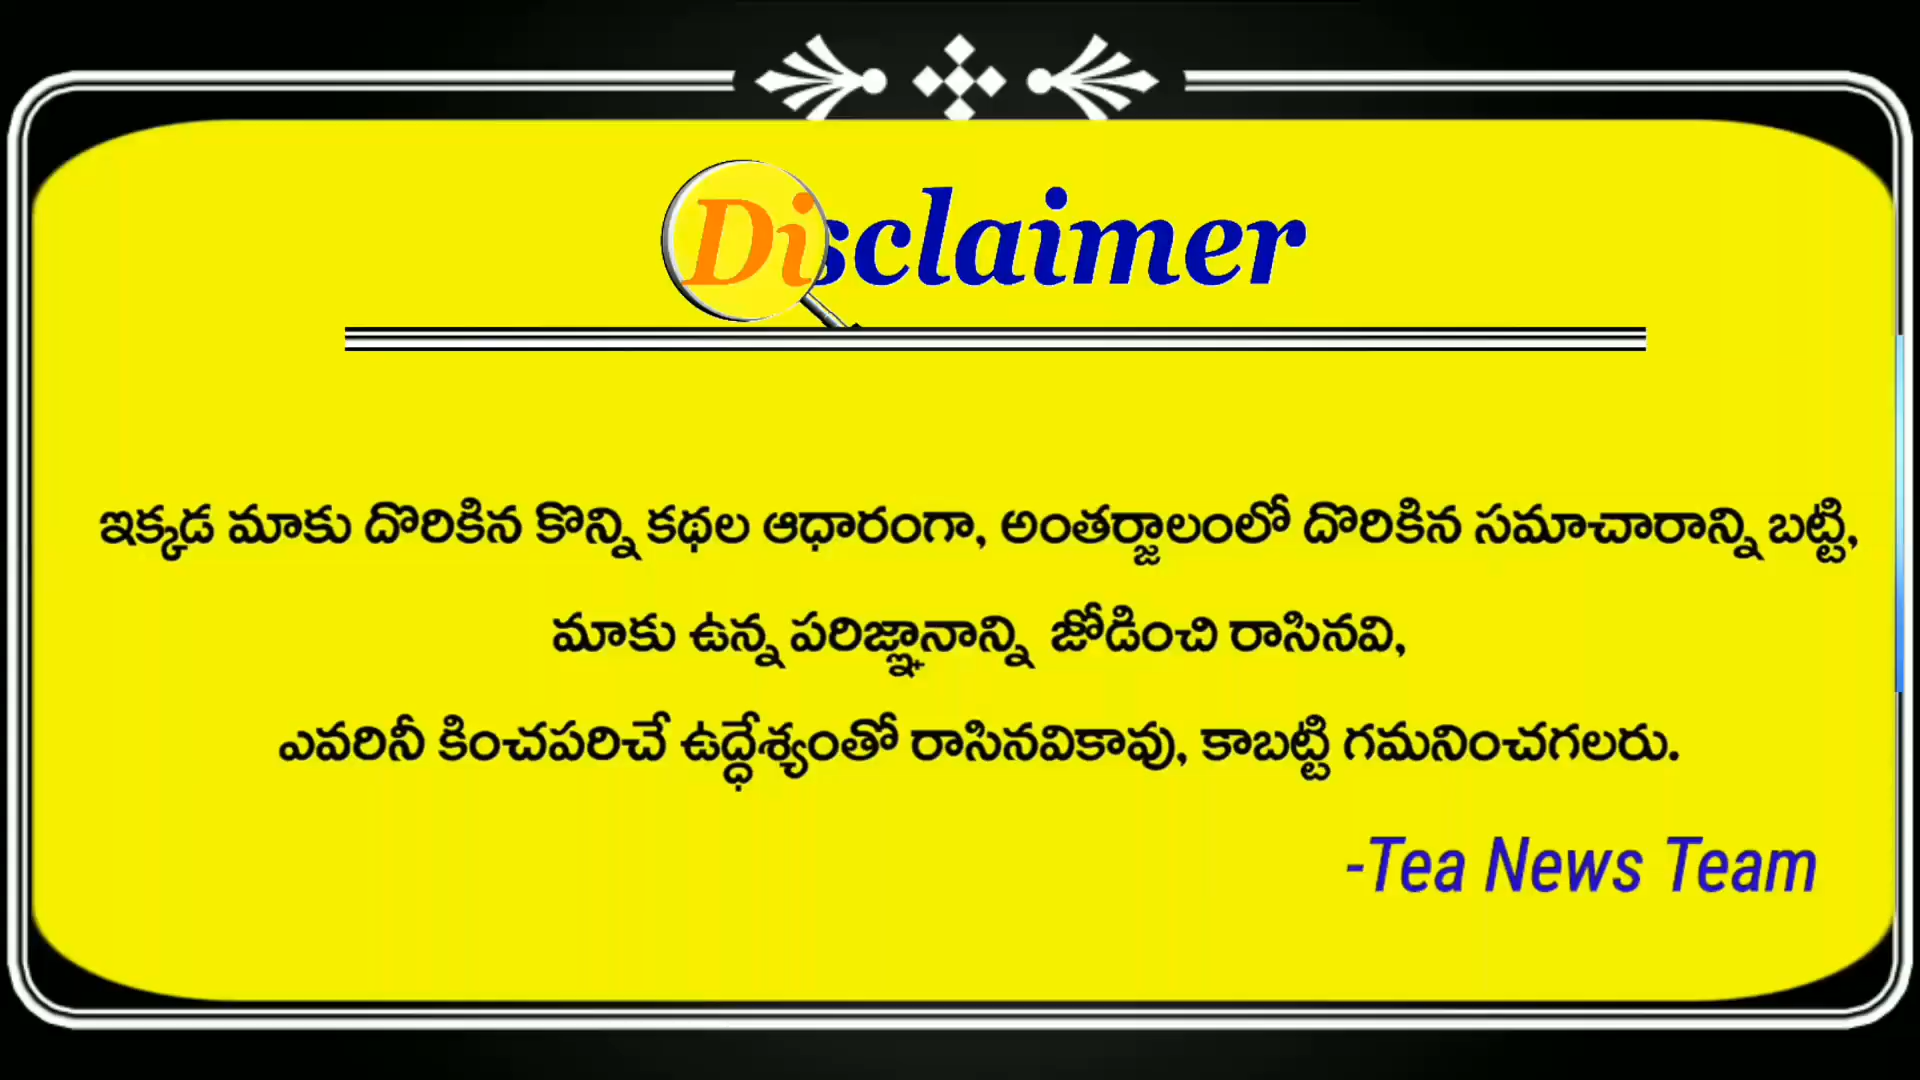 Disclaimer
ఇక్కడ మాకు దొరికిన కొన్ని కథల ఆధారంగా, అంతర్జాలంలో దొరికిన సమాచారాన్ని బట్టి,
మాకు ఉన్న పరిజ్ఞానాన్ని జోడించి రాసినవి,
ఎవరినీ కించపరిచే ఉద్ధేశ్యంతో రాసినవికావు, కాబట్టి గమనించగలరు.
-Tea News Team